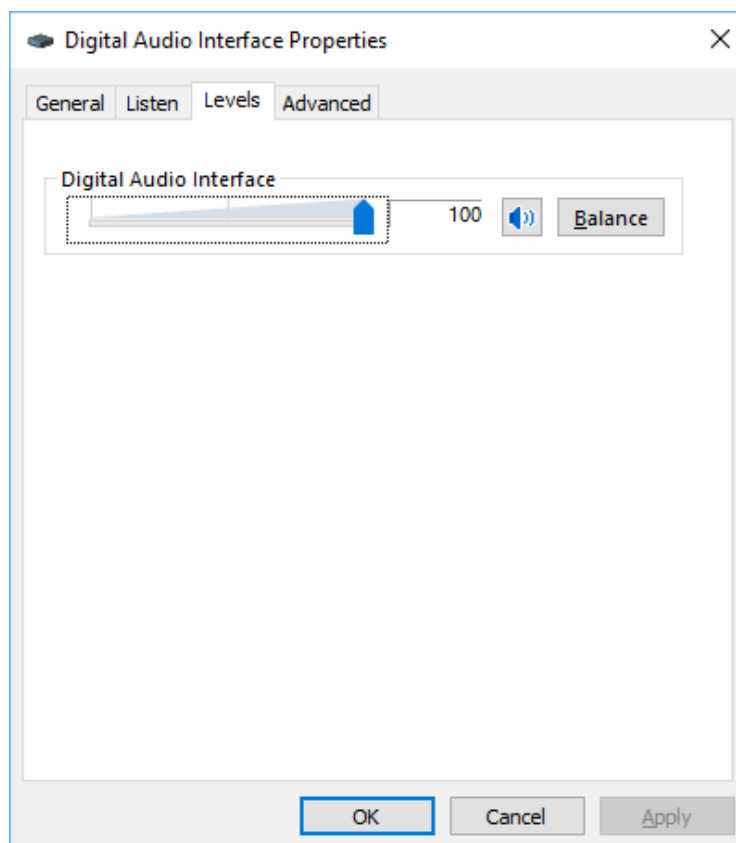 Digital Audio Interface Properties
General Listen Levels Advanced
Digital Audio Interface
100 Balance
OK Cancel Apply